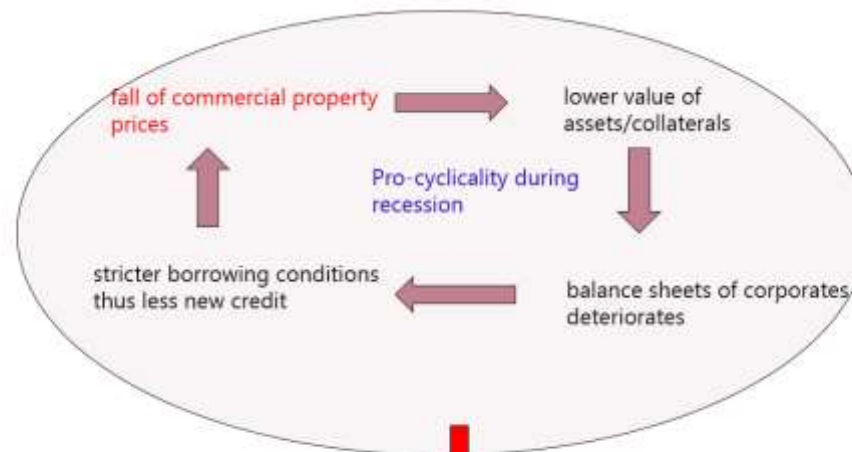 fall of commercial property
prices
lower value of
assets/collaterals
Pro-cyclicality during
recession
stricter borrowing conditions
thus less new credit
balance sheets of corporates
deteriorates